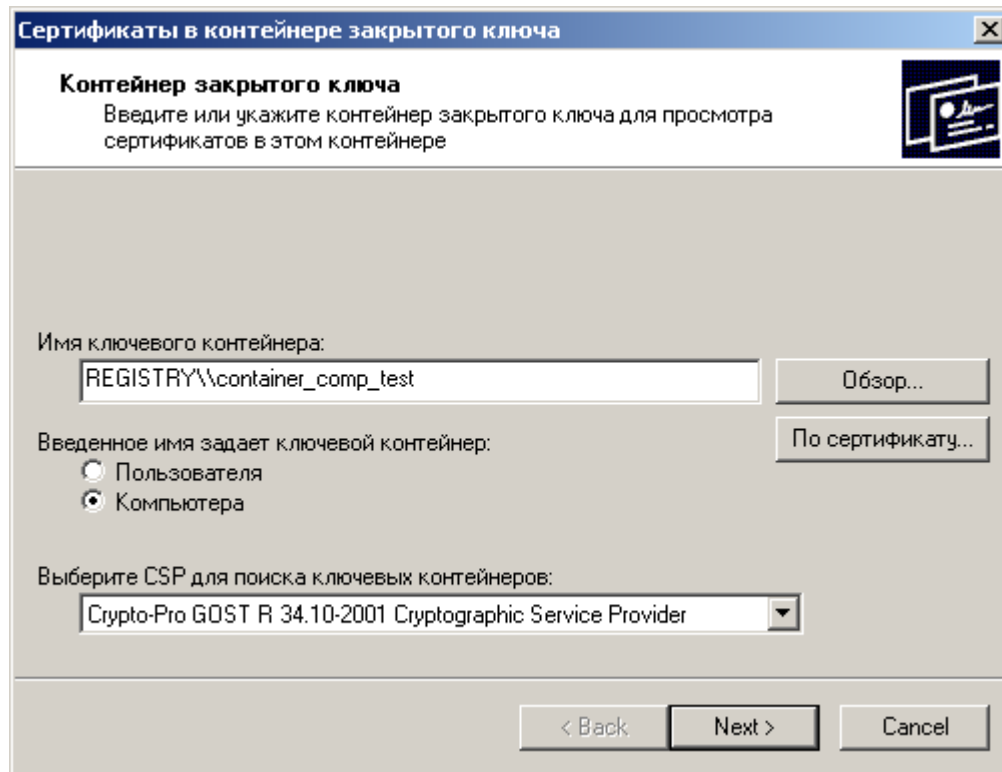 Сертификаты в контейнере закрытого ключа
Контейнер закрытого ключа
Введите или укажите контейнер закрытого ключа для просмотра
сертификатов в этом контейнере
Имя ключевого контейнера:
REGISTRY\\container_comp_test
Обзор...
Введенное имя задает ключевой контейнер:
По сертификату...
Пользователя
Компьютера
Выберите CSP для поиска ключевых контейнеров:
Crypto-Pro GOST R 34.10-2001 Cryptographic Service Provider
< Back
Next >
Cancel